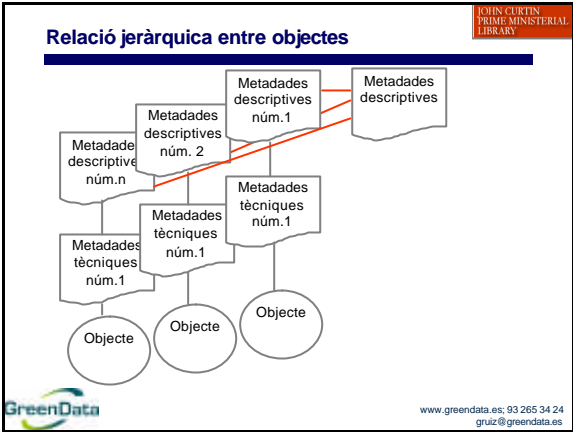 JOHN CURTIN
PRIME MINISTERIAL
LIBRARY
Relació jeràrquica entre objectes
Metadades
descriptives
núm.1
Metadades
descriptives
Metadades
descriptives
núm. 2
Metadade
descriptive
núm.n
Metadades
tècniques
núm.1
Metadades
tècniques
núm.1
Metadades
tècniques
núm.1
Objecte
Objecte
Objecte
GreenData
www.greendata.es; 93 265 34 24
gruiz@greendata.es